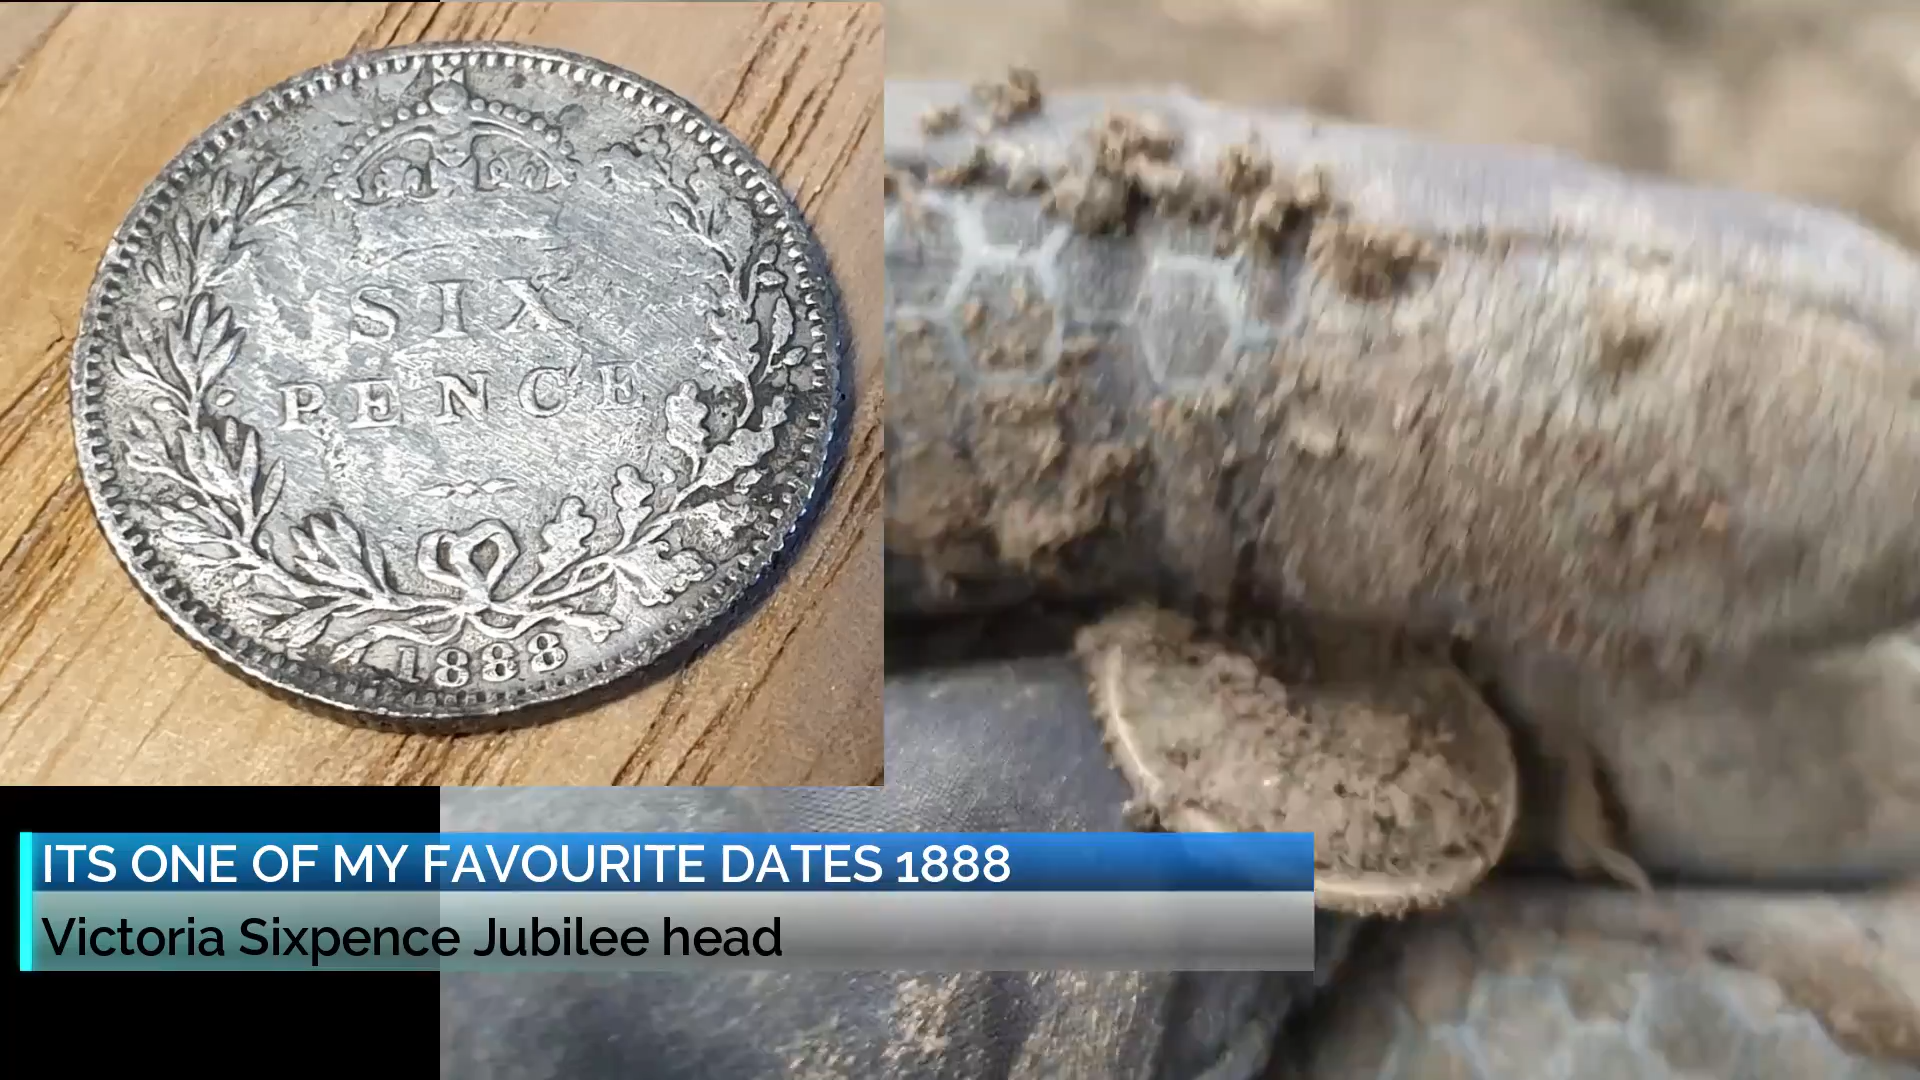 SIX
PENCE
1888
ITS ONE OF MY FAVOURITE DATES 1888
Victoria Sixpence Jubilee head